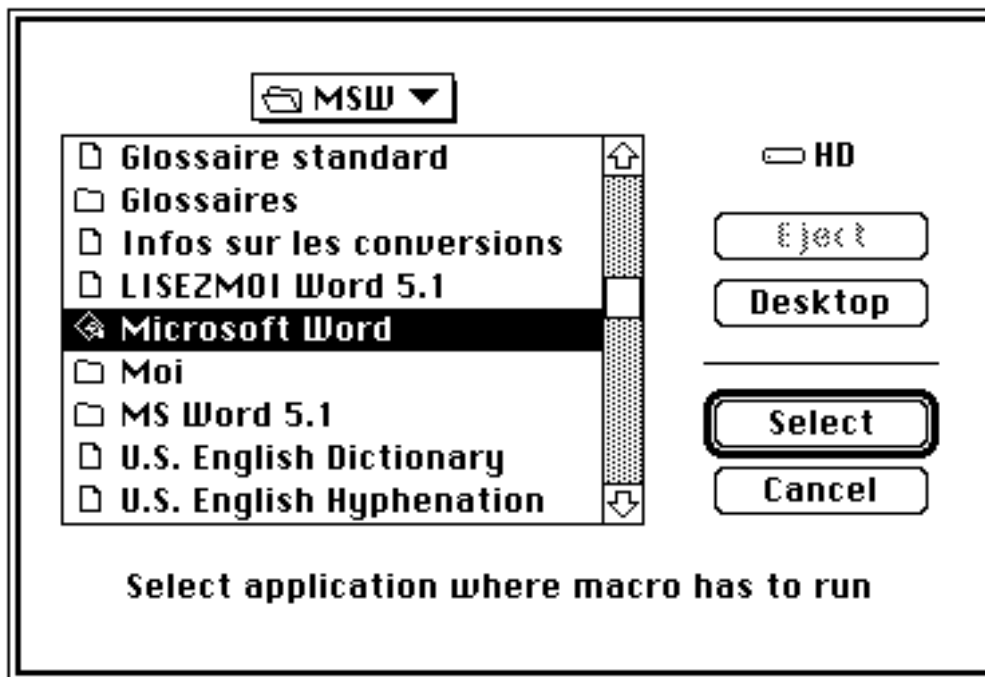 MSW
Glossaire standard
HD
Glossaires
Eject
Infos sur les conversions
LISEZMOI Word 5.1
Desktop
Microsoft Word
Moi
MS Word 5.1
Select
U.S. English Dictionary
U.S. English Hyphenation
Cancel
Select application where macro has to run